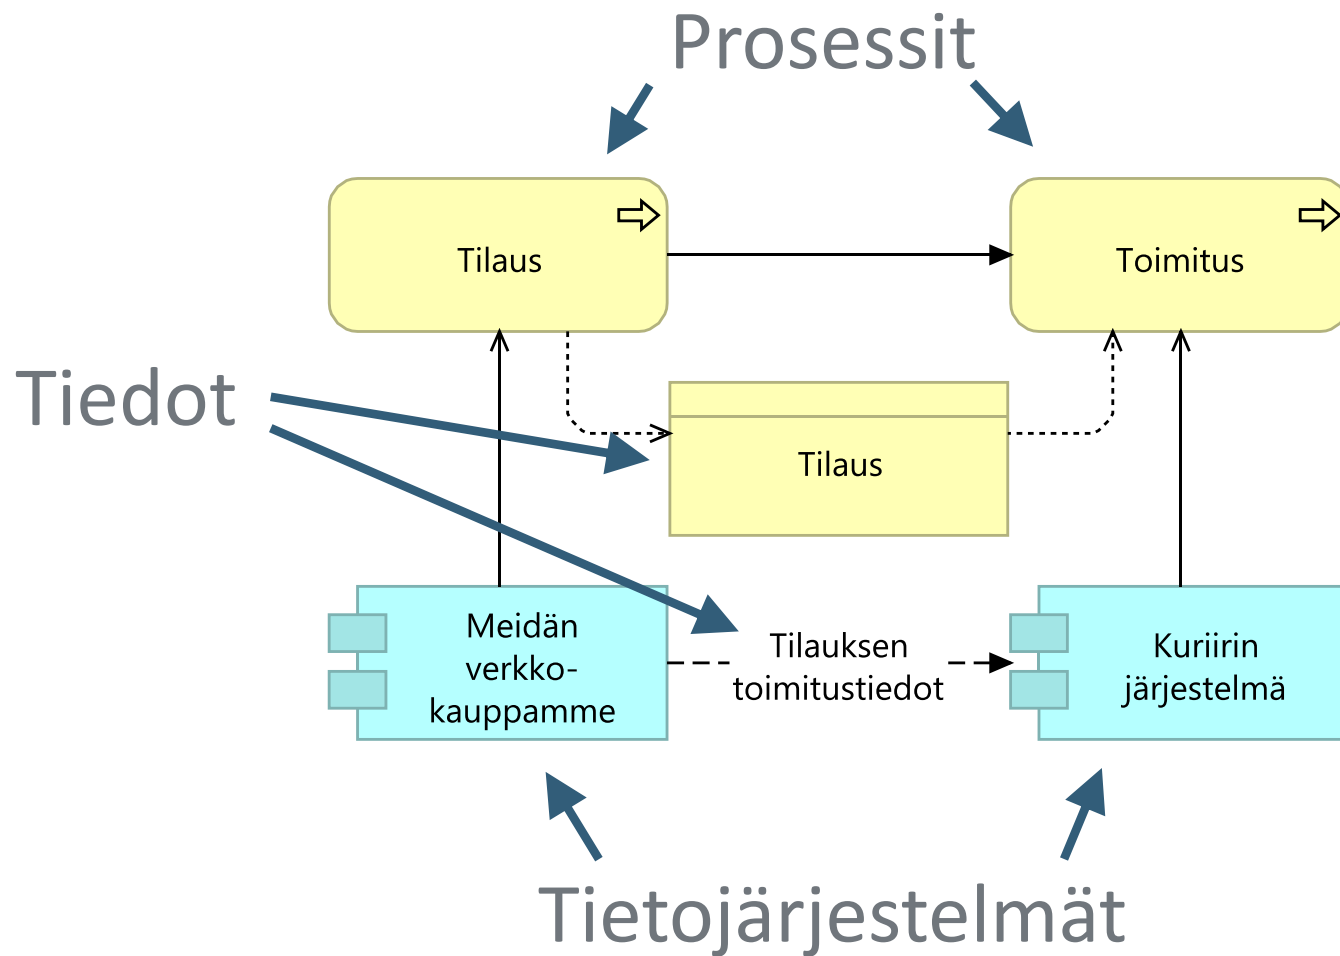 Prosessit
Tilaus
Toimitus
Tiedot
Tilaus
Meidän
verkko-
kauppamme
Tilauksen
toimitustiedot
Kuriirin
järjestelmä
Tietojärjestelmät